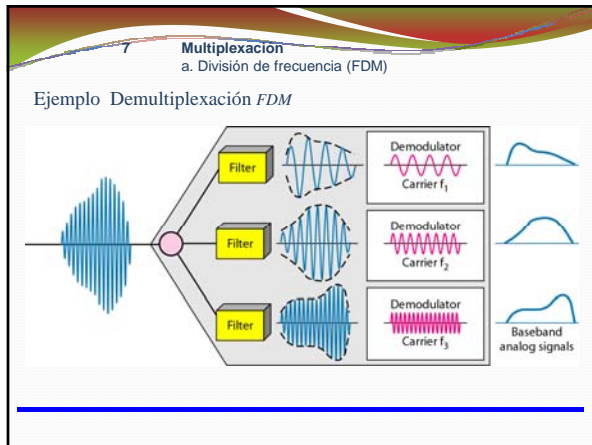 7 Multiplexación
a. División de frecuencia (FDM)
Ejemplo Demultiplexación FDM
Filter
Demodulator
Carrier f1
Filter
Demodulator
Carrier f2
Filter
Demodulator
Carrier f3
Baseband
analog signals